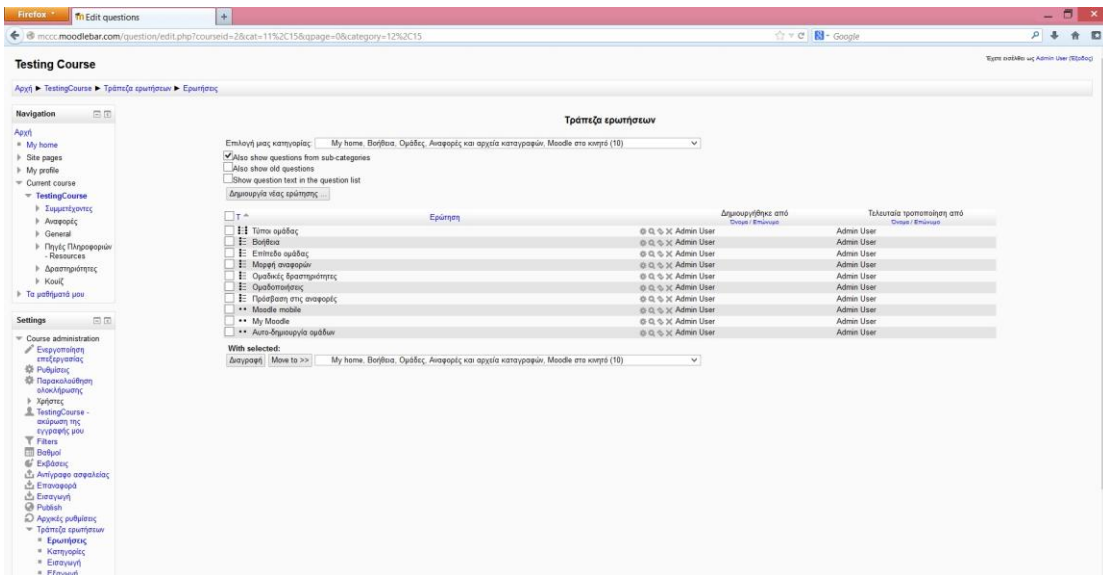 Firefox
Edit questions
mccc.moodlebar.com/question/edit.php?courseid=2&cat=11%2C15&qpage=0&category=12%2C15
Google
Testing Course
Έχετε εισέλθει ως Admin User (Έξοδος)
Αρχή ► TestingCourse ► Τράπεζα ερωτήσεων ► Ερωτήσεις
Navigation
Αρχή
My home
Site pages
My profile
Current course
TestingCourse
Συμμετέχοντες
Αναφορές
General
Πηγές Πληροφοριών
- Resources
Δραστηριότητες
Κουίζ
Τα μαθήματά μου
Settings
Course administration
Ενεργοποίηση
επεξεργασίας
Ρυθμίσεις
Παρακολούθηση
ολοκλήρωσης
Χρήστες
TestingCourse -
ακύρωση της
εγγραφής μου
Filters
Βαθμοί
Εκβάσεις
Αντίγραφο ασφαλείας
Επαναφορά
Εισαγωγή
Publish
Αρχικές ρυθμίσεις
Τράπεζα ερωτήσεων
Ερωτήσεις
Κατηγορίες
Εισαγωγή
Εξαγωγή
Τράπεζα ερωτήσεων
Επιλογή μιας κατηγορίας: My home, Βοήθεια, Ομάδες, Αναφορές και αρχεία καταγραφών, Moodle στο κινητό (10)
Also show questions from sub-categories
Also show old questions
Show question text in the question list
Δημιουργία νέας ερώτησης ...
T Ερώτηση Δημιουργήθηκε από Τελευταία τροποποίηση από
Όνομα / Επώνυμο Όνομα / Επώνυμο
Τύποι ομάδας Admin User Admin User
Βοήθεια Admin User Admin User
Επίπεδο ομάδας Admin User Admin User
Μορφή αναφορών Admin User Admin User
Ομαδικές δραστηριότητες Admin User Admin User
Ομαδοποιήσεις Admin User Admin User
Πρόσβαση στις αναφορές Admin User Admin User
Moodle mobile Admin User Admin User
My Moodle Admin User Admin User
Αυτο-δημιουργία ομάδων Admin User Admin User
With selected:
Διαγραφή Move to >> My home, Βοήθεια, Ομάδες, Αναφορές και αρχεία καταγραφών, Moodle στο κινητό (10)